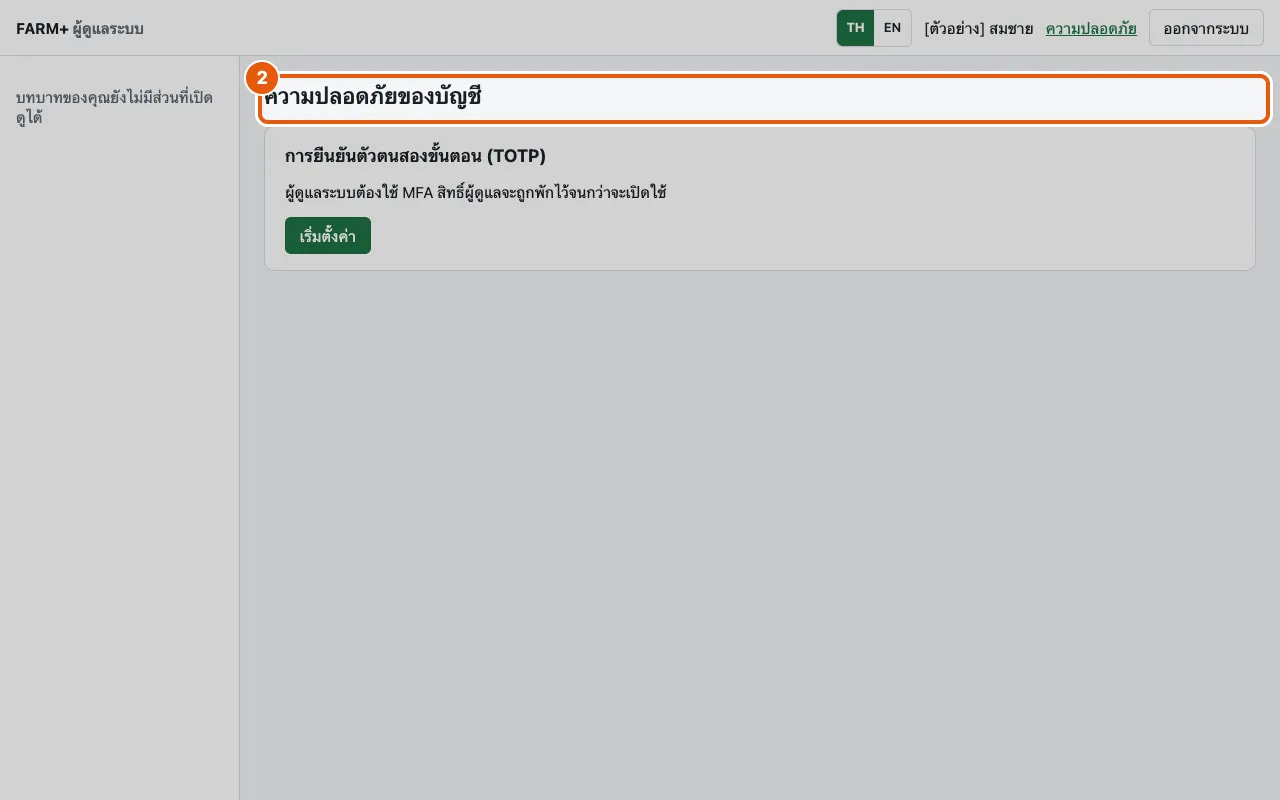 FARM+ ผู้ดูแลระบบ
TH EN [ตัวอย่าง] สมชาย ความปลอดภัย ออกจากระบบ
บทบาทของคุณยังไม่มีส่วนที่เปิด
ดูได้
2
ความปลอดภัยของบัญชี
การยืนยันตัวตนสองขั้นตอน (TOTP)
ผู้ดูแลระบบต้องใช้ MFA สิทธิ์ผู้ดูแลจะถูกพักไว้จนกว่าจะเปิดใช้
เริ่มตั้งค่า